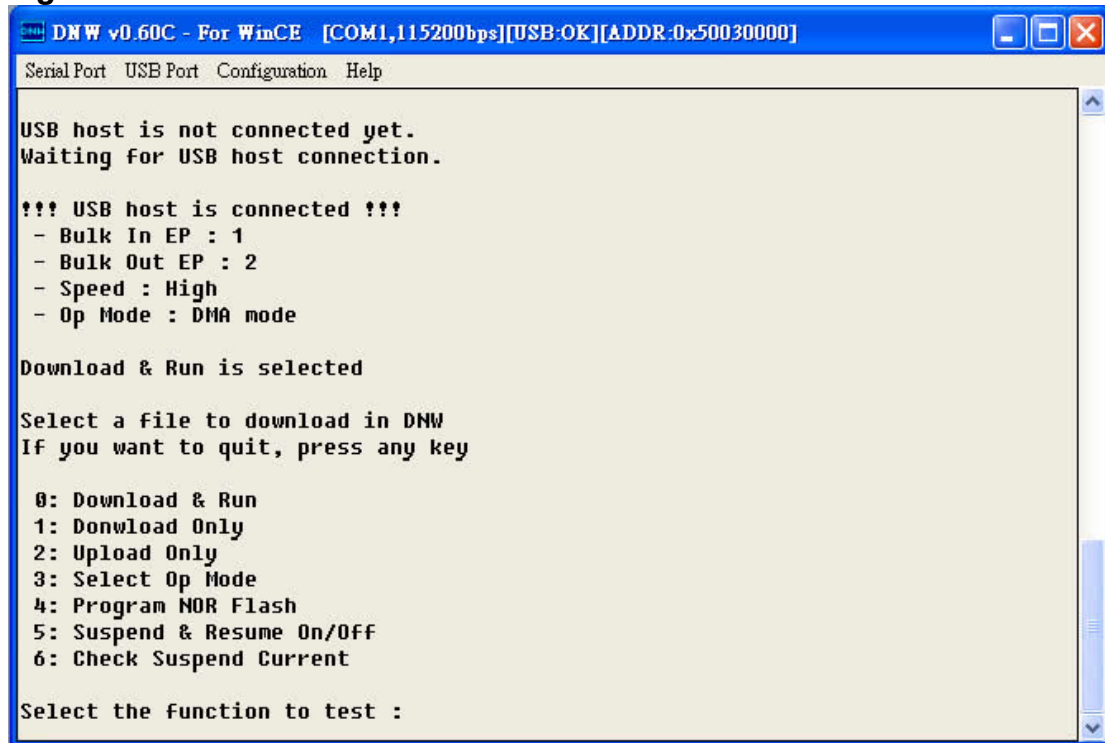 DNW v0.60C - For WinCE [COM1,115200bps][USB:OK][ADDR:0x50030000]
Serial Port USB Port Configuration Help
USB host is not connected yet.
Waiting for USB host connection.
!!! USB host is connected !!!
- Bulk In EP : 1
- Bulk Out EP : 2
- Speed : High
- Op Mode : DMA mode
Download & Run is selected
Select a file to download in DNW
If you want to quit, press any key
0: Download & Run
1: Donwload Only
2: Upload Only
3: Select Op Mode
4: Program NOR Flash
5: Suspend & Resume On/Off
6: Check Suspend Current
Select the function to test :